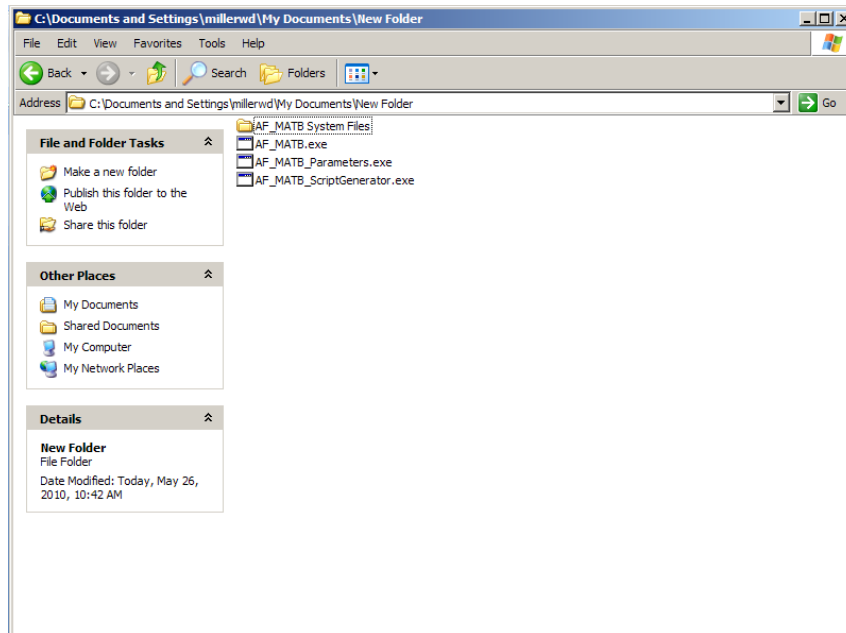 C:\Documents and Settings\millerwd\My Documents\New Folder
File Edit View Favorites Tools Help
Back Search Folders
Address C:\Documents and Settings\millerwd\My Documents\New Folder Go
File and Folder Tasks
Make a new folder
Publish this folder to the
Web
Share this folder
Other Places
My Documents
Shared Documents
My Computer
My Network Places
Details
New Folder
File Folder
Date Modified: Today, May 26,
2010, 10:42 AM
AF_MATB System Files
AF_MATB.exe
AF_MATB_Parameters.exe
AF_MATB_ScriptGenerator.exe